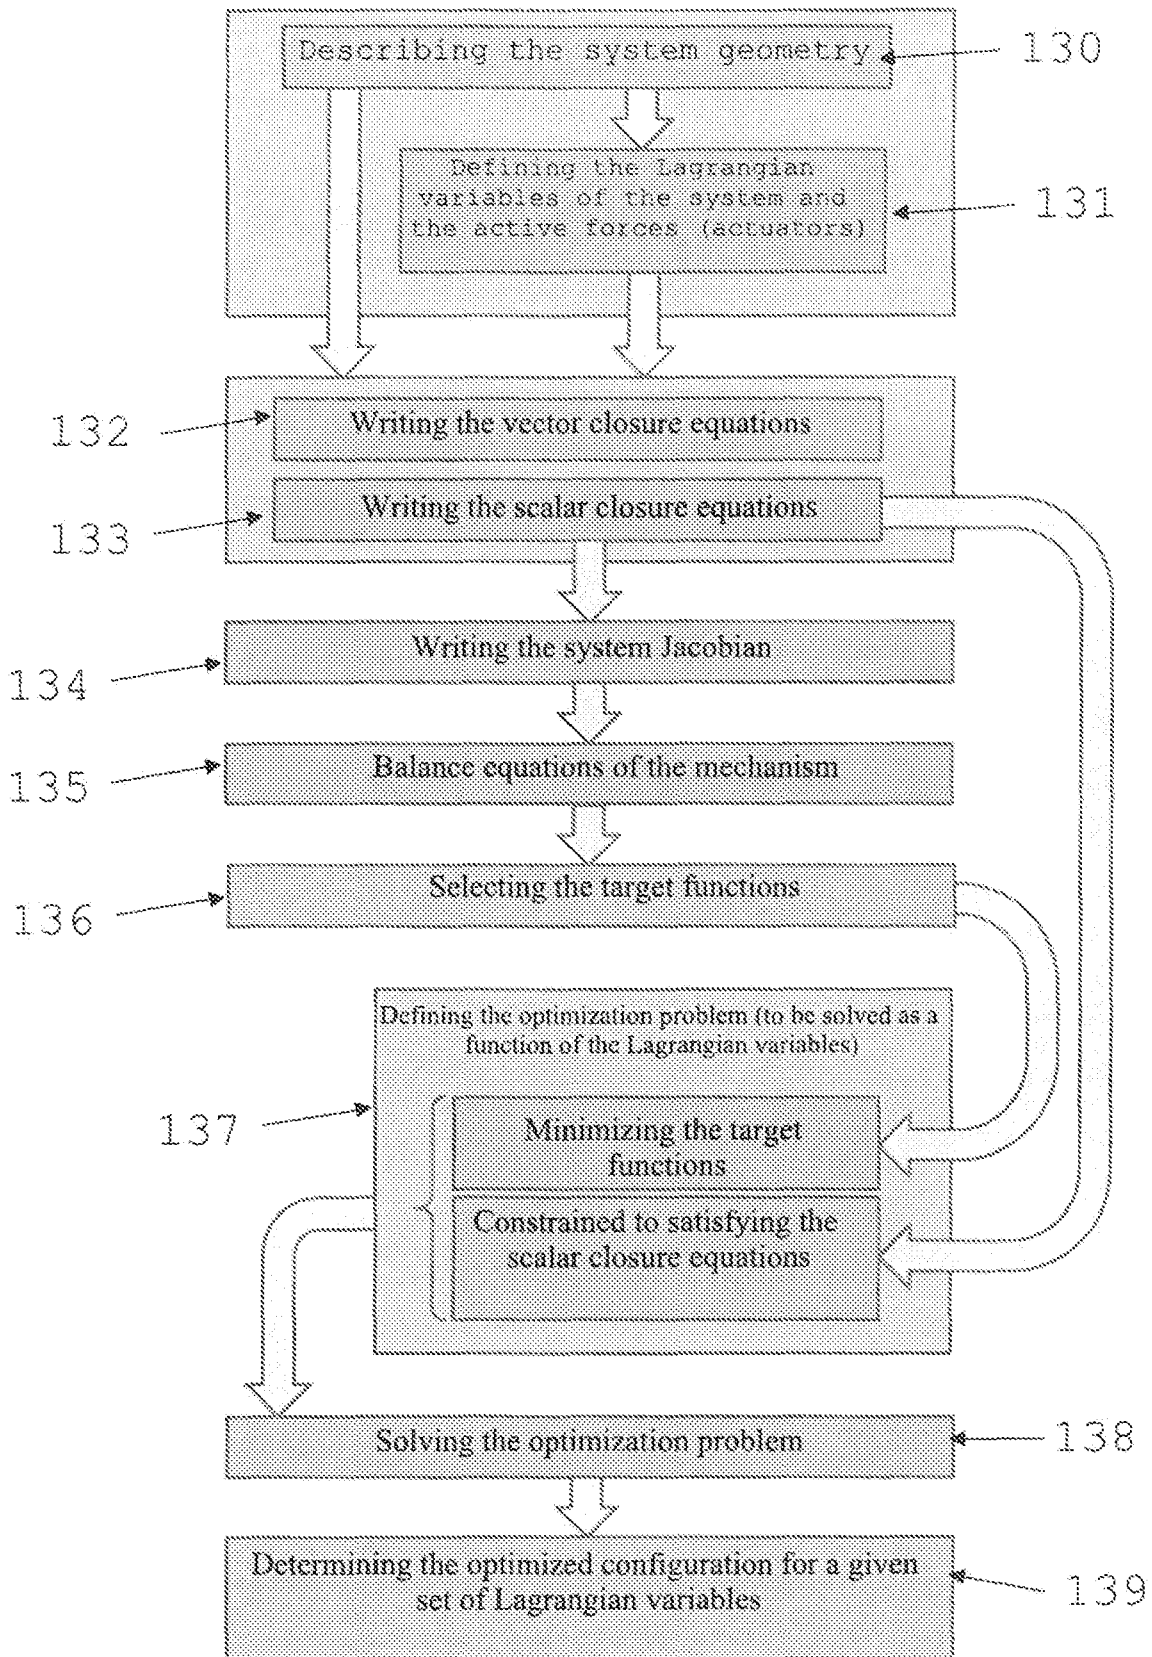 Describing the system geometry
130
Defining the Lagrangian
variables of the system and
the active forces (actuators)
131
132
Writing the vector closure equations
133
Writing the scalar closure equations
134
Writing the system Jacobian
135
Balance equations of the mechanism
136
Selecting the target functions
Defining the optimization problem (to be solved as a
function of the Lagrangian variables)
137
Minimizing the target
functions
Constrained to satisfying the
scalar closure equations
Solving the optimization problem
138
Determining the optimized configuration for a given
set of Lagrangian variables
139